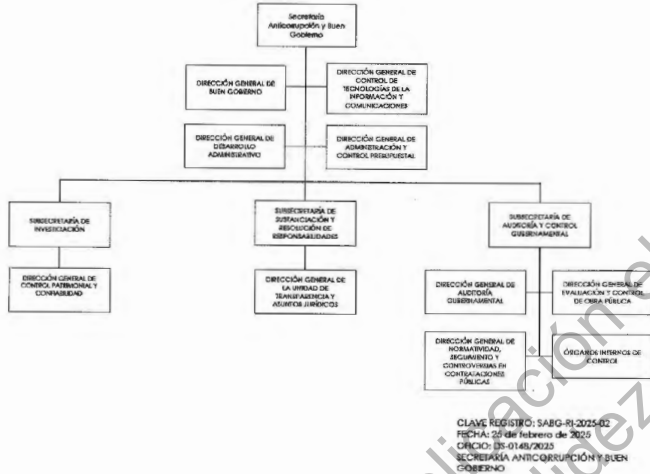 Secretaría
Anticorrupción y Buen
Gobierno
DIRECCIÓN GENERAL DE
BUEN GOBIERNO
DIRECCIÓN GENERAL DE
CONTROL DE
TECNOLOGÍAS DE LA
INFORMACIÓN Y
COMUNICACIONES
DIRECCIÓN GENERAL DE
DESARROLLO
ADMINISTRATIVO
DIRECCIÓN GENERAL DE
ADMINISTRACIÓN Y
CONTROL PRESUPUESTAL
SUBSECRETARÍA DE
INVESTIGACIÓN
SUBSECRETARÍA DE
SUSTANCIACIÓN Y
RESOLUCIÓN DE
RESPONSABILIDADES
SUBSECRETARÍA DE
AUDITORÍA Y CONTROL
GUBERNAMENTAL
DIRECCIÓN GENERAL DE
CONTROL PATRIMONIAL Y
CONFIABILIDAD
DIRECCIÓN GENERAL DE
LA UNIDAD DE
TRANSPARENCIA Y
ASUNTOS JURÍDICOS
DIRECCIÓN GENERAL DE
AUDITORÍA
GUBERNAMENTAL
DIRECCIÓN GENERAL DE
EVALUACIÓN Y CONTROL
DE OBRA PÚBLICA
DIRECCIÓN GENERAL DE
NORMATIVIDAD,
SEGUIMIENTO Y
CONTROVERSIAS EN
CONTRATACIONES
PÚBLICAS
ÓRGANOS INTERNOS DE
CONTROL
CLAVE REGISTRO: SABG-RI-2025-02
FECHA: 25 de febrero de 2025
OFICIO: DS-0148/2025
SECRETARÍA ANTICORRUPCIÓN Y BUEN
GOBIERNO